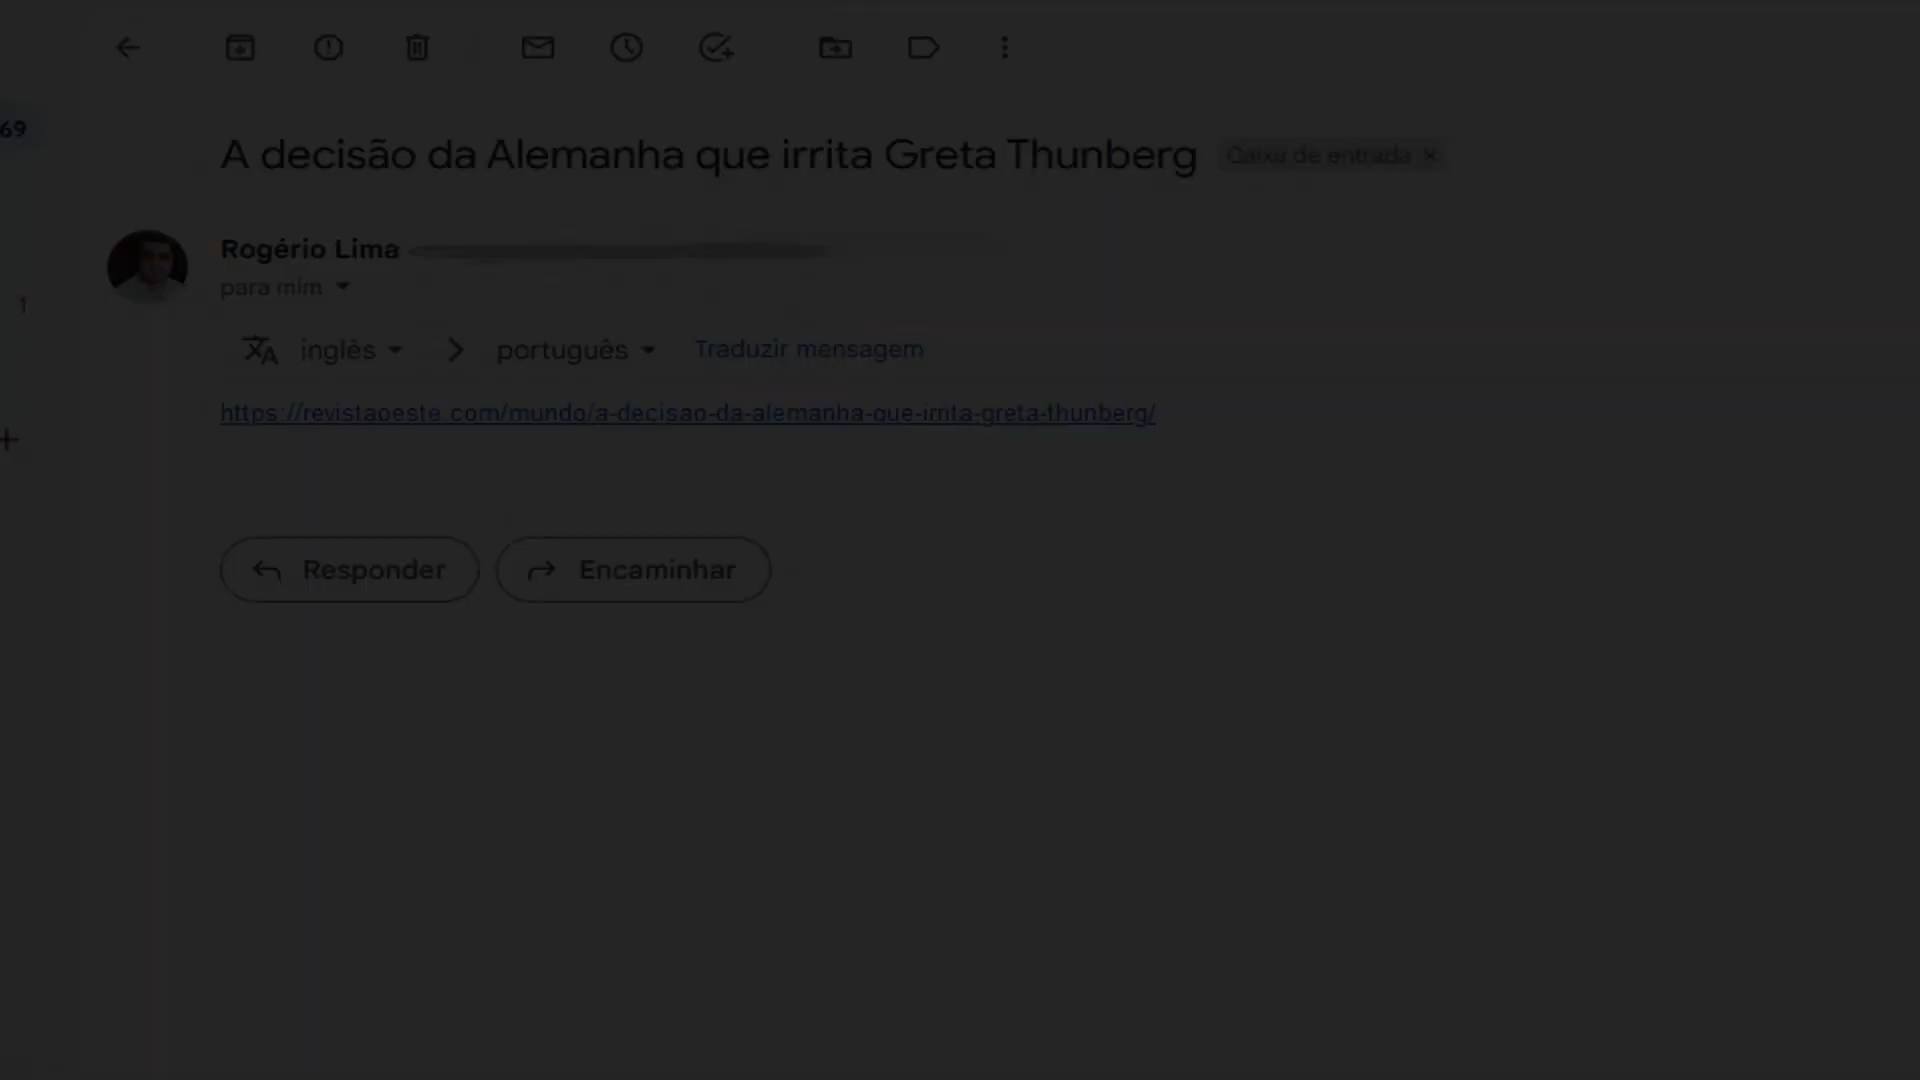 69
A decisão da Alemanha que irrita Greta Thunberg Caixa de entrada ×
Rogério Lima
para mim
1
inglês > português Traduzir mensagem
https://revistaoeste.com/mundo/a-decisao-da-alemanha-que-irrita-greta-thunberg/
Responder Encaminhar